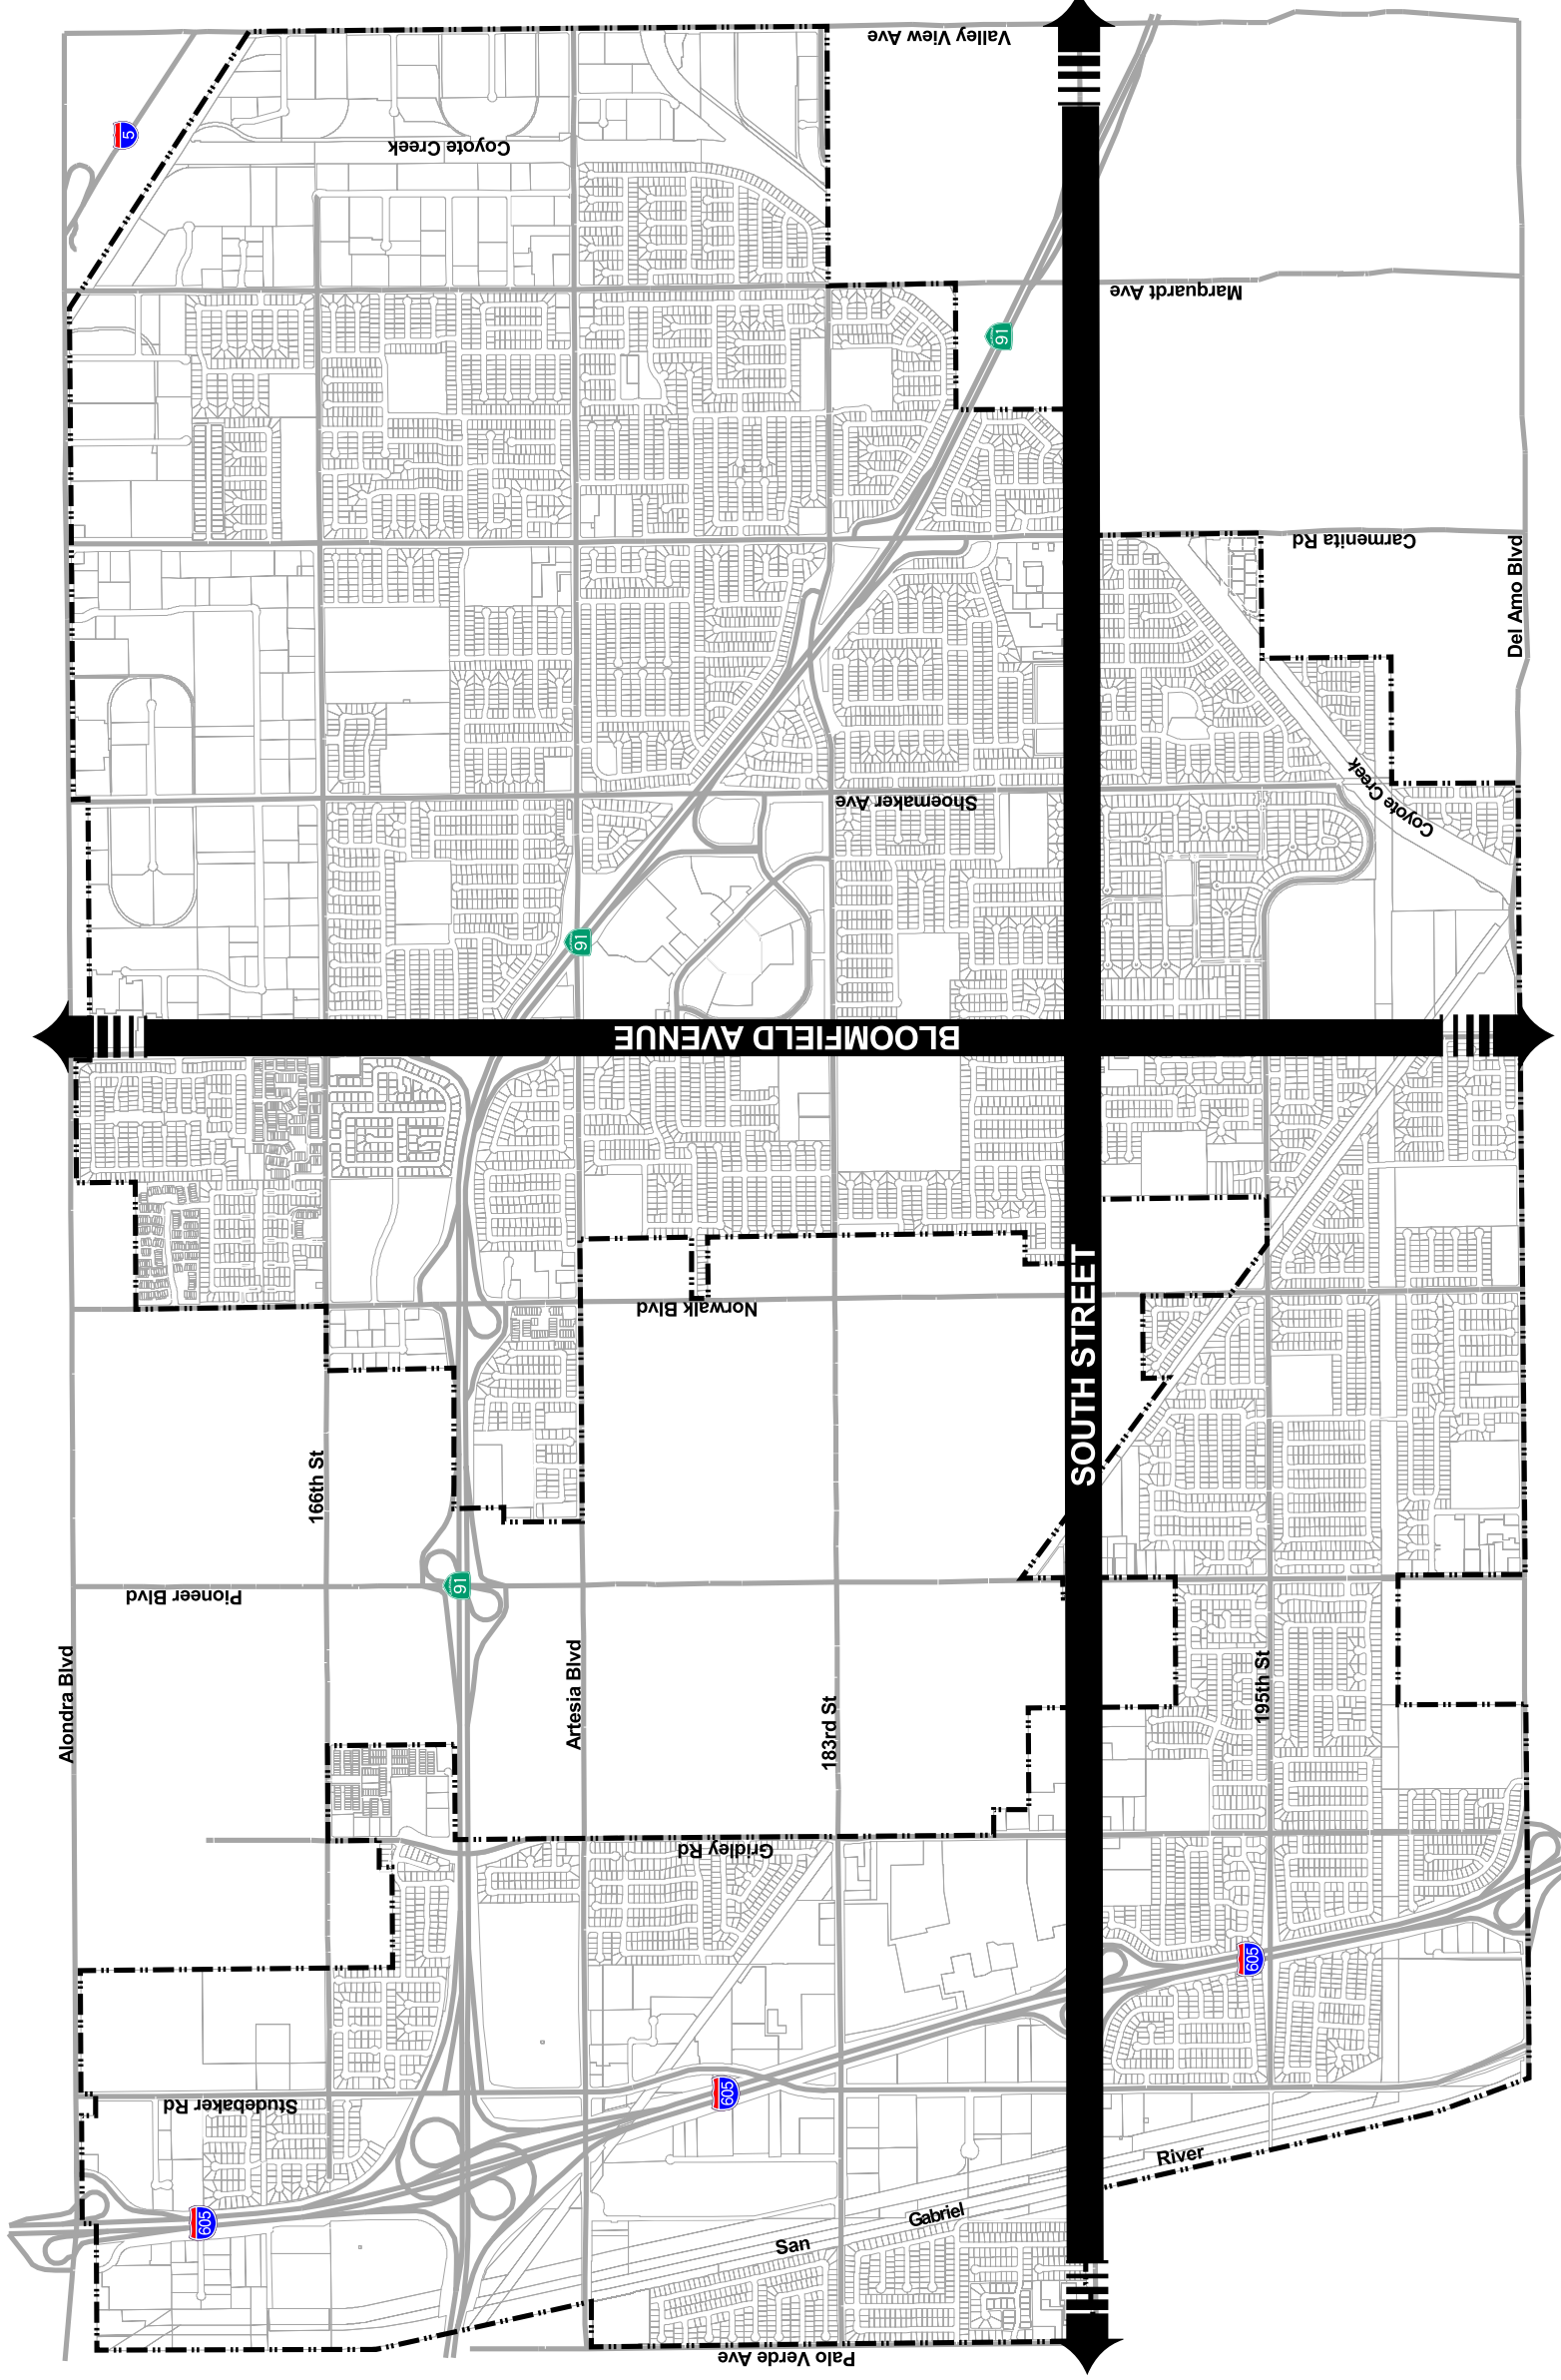 Valley View Ave
5
Coyote Creek
Marquardt Ave
91
Carmenita Rd
Del Amo Blvd
Coyote Creek
Shoemaker Ave
91
BLOOMFIELD AVENUE
Norwalk Blvd
SOUTH STREET
166th St
91
Pioneer Blvd
Alondra Blvd
Artesia Blvd
183rd St
195th St
Gridley Rd
605
605
Studebaker Rd
605
San
Gabriel
River
Palo Verde Ave